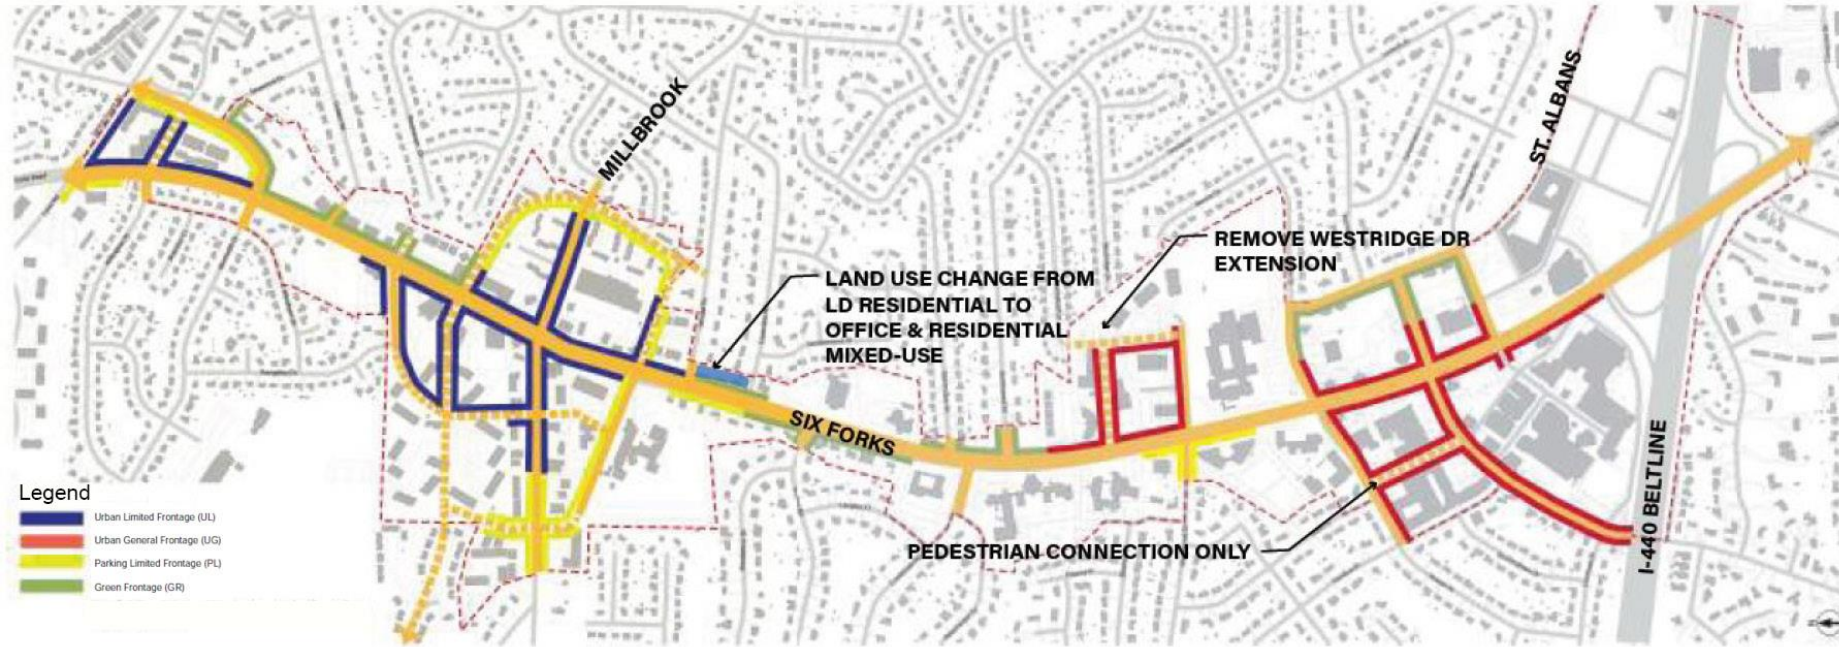 MILLBROOK
ST. ALBANS
REMOVE WESTRIDGE DR
EXTENSION
LAND USE CHANGE FROM
LD RESIDENTIAL TO
OFFICE & RESIDENTIAL
MIXED-USE
SIX FORKS
I-440 BELTLINE
PEDESTRIAN CONNECTION ONLY
Legend
Urban Limited Frontage (UL)
Urban General Frontage (UG)
Parking Limited Frontage (PL)
Green Frontage (GR)